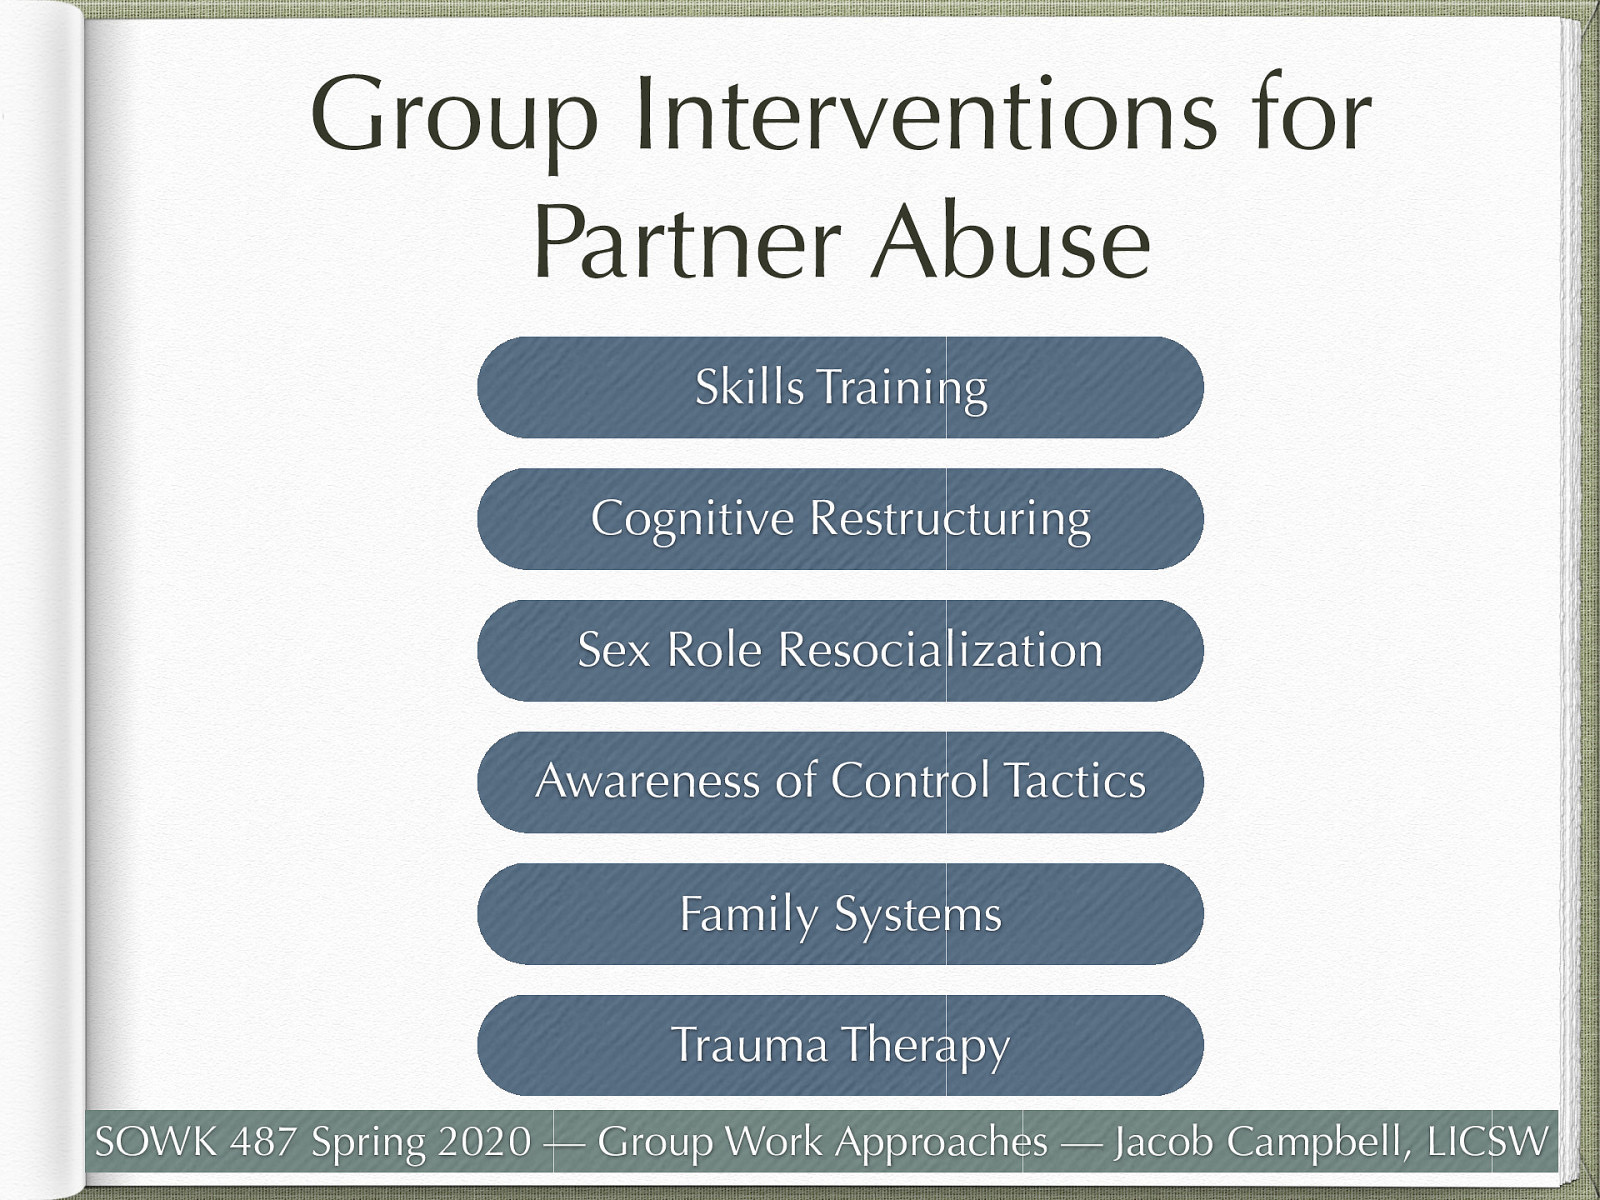 Group Interventions for
Partner Abuse
Skills Training
Cognitive Restructuring
Sex Role Resocialization
Awareness of Control Tactics
Family Systems
Trauma Therapy
SOWK 487 Spring 2020 — Group Work Approaches — Jacob Campbell, LICSW